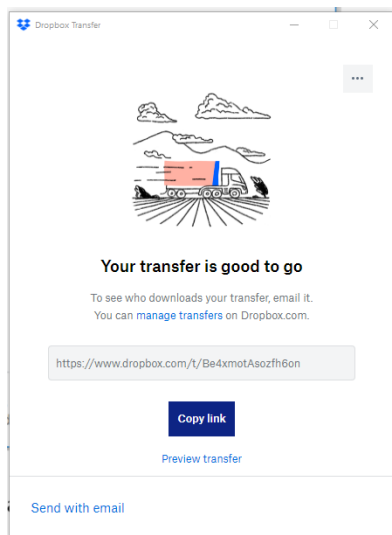 Dropbox Transfer
Your transfer is good to go
To see who downloads your transfer, email it.
You can manage transfers on Dropbox.com.
https://www.dropbox.com/t/Be4xmotAsozfh6on
Copy link
Preview transfer
Send with email